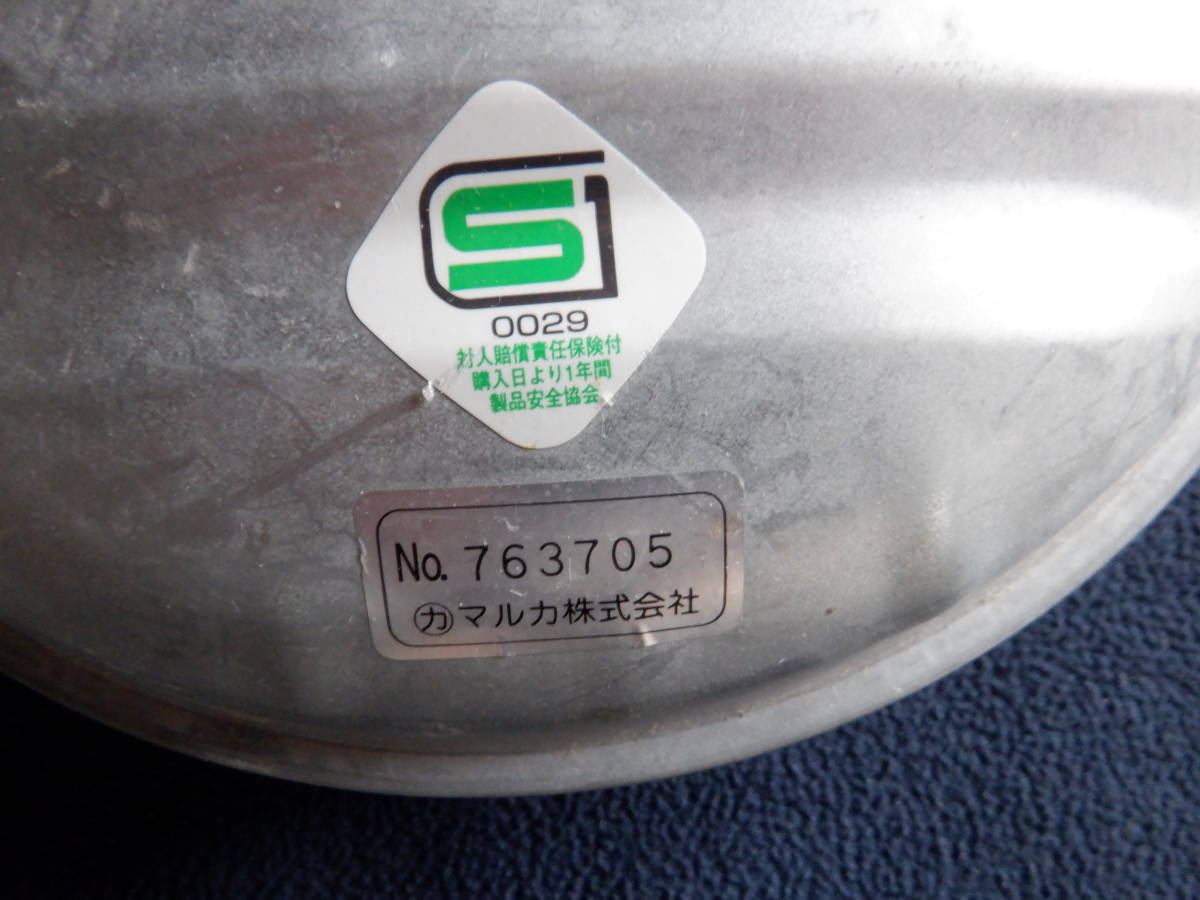 S
0029
対人賠償責任保険付
購入日より1年間
製品安全協会
No. 763705
㋕マルカ株式会社